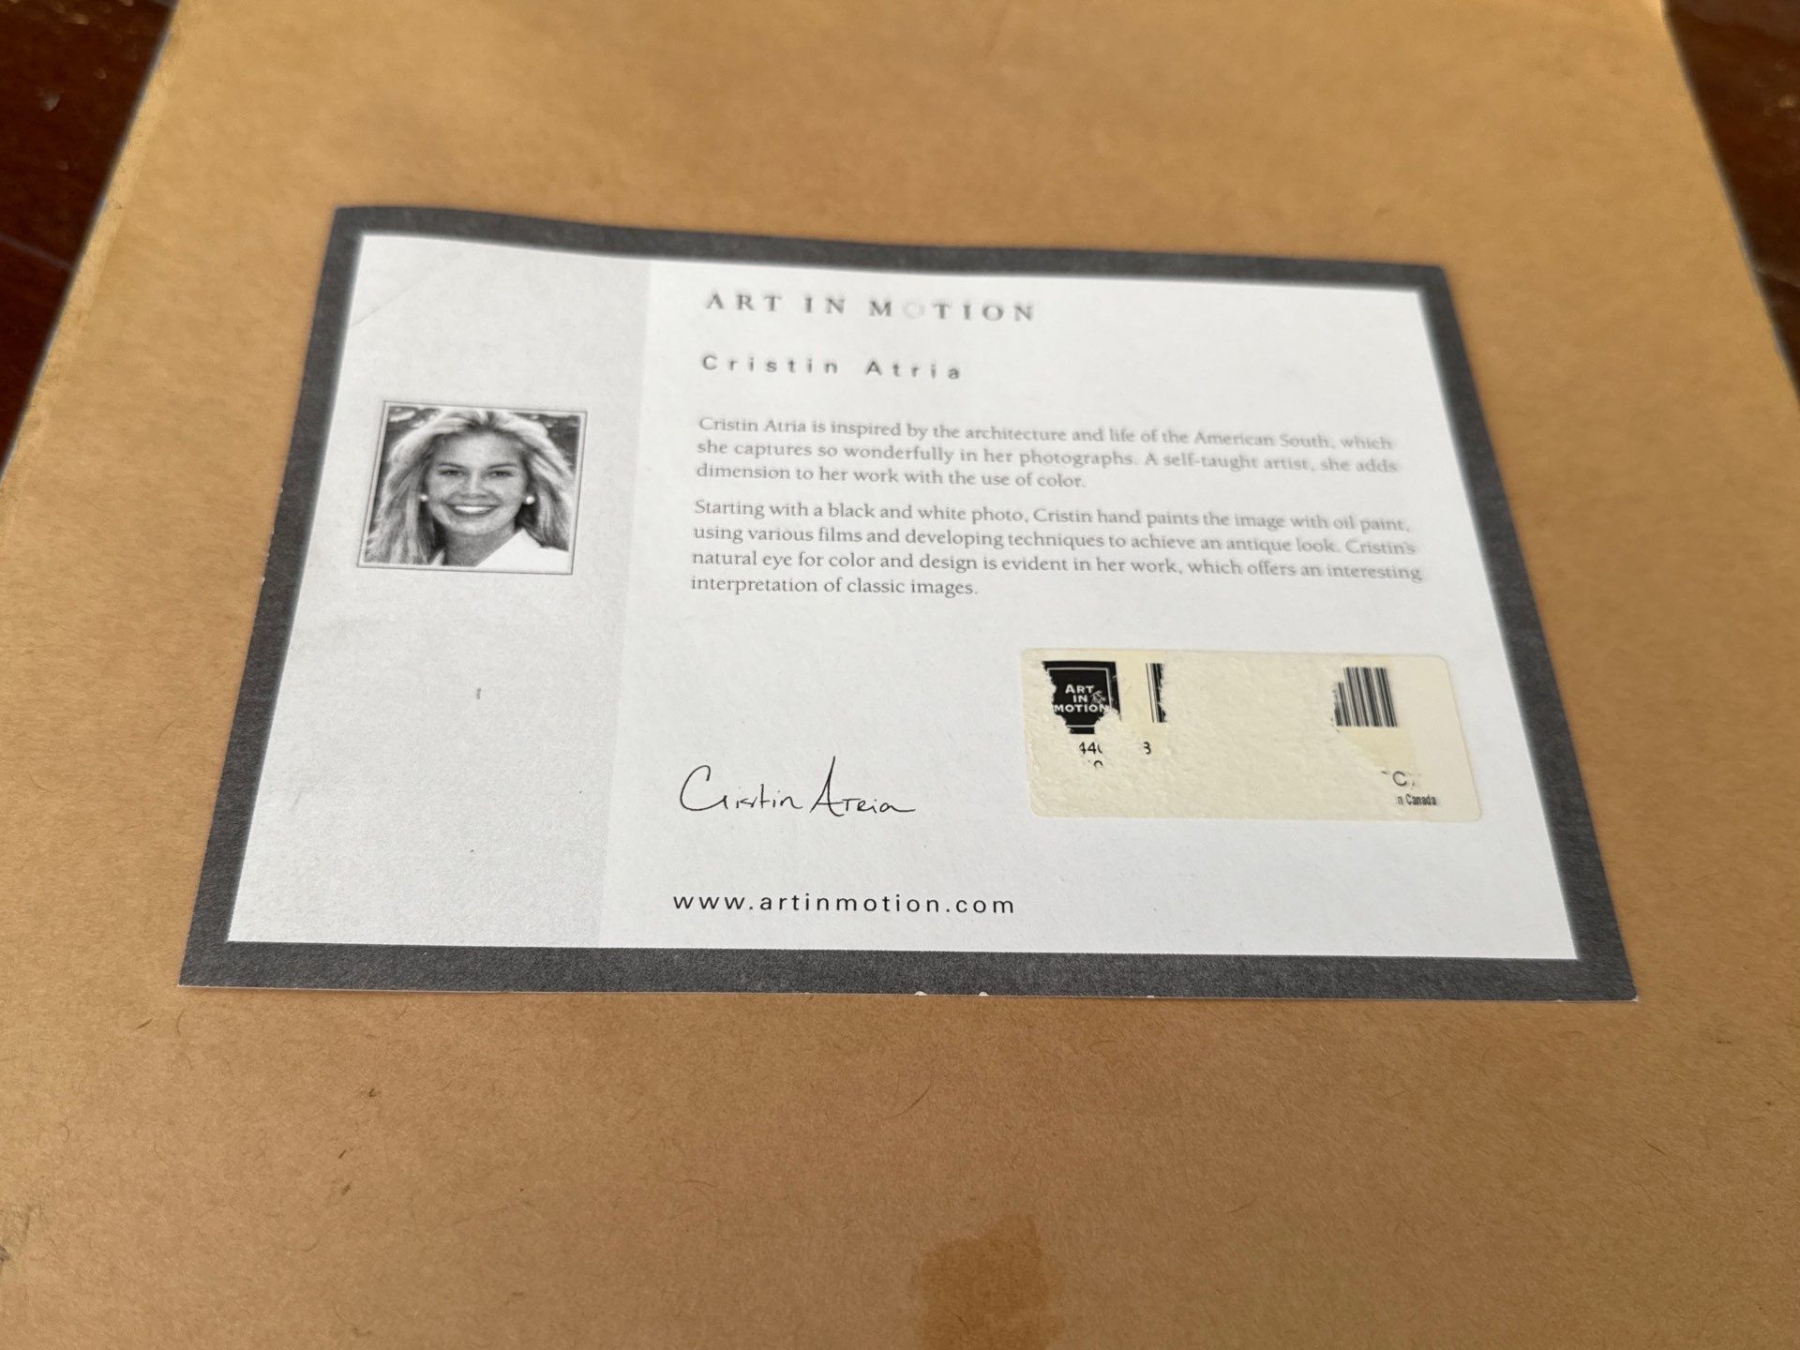 ART IN MOTION
Cristin Atria
Cristin Atria is inspired by the architecture and life of the American South, which
she captures so wonderfully in her photographs. A self-taught artist, she adds
dimension to her work with the use of color.
Starting with a black and white photo, Cristin hand paints the image with oil paint,
using various films and developing techniques to achieve an antique look. Cristin's
natural eye for color and design is evident in her work, which offers an interesting
interpretation of classic images.
ART
IN
MOTION
3
n Canada
Cristin Atria
www.artinmotion.com